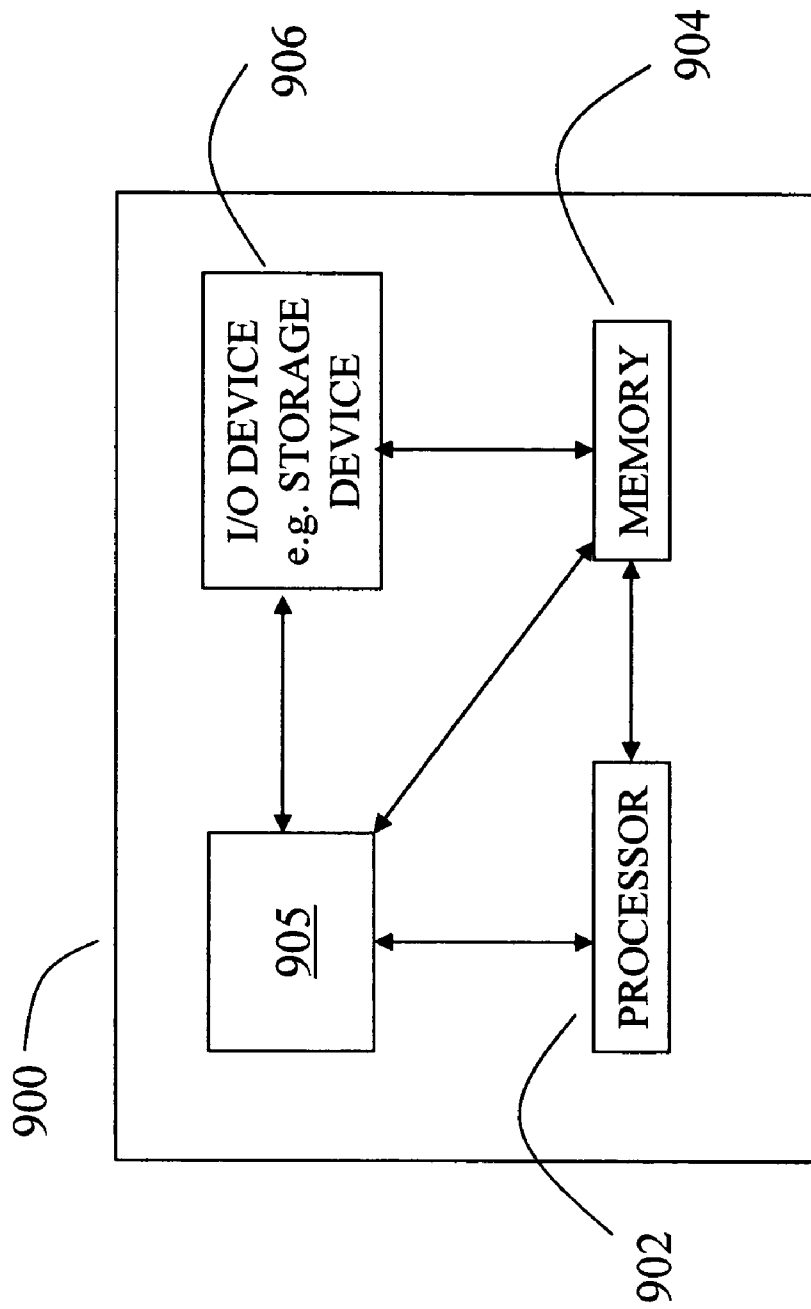 900
906
905
I/O DEVICE
e.g. STORAGE
DEVICE
902
PROCESSOR
MEMORY
904